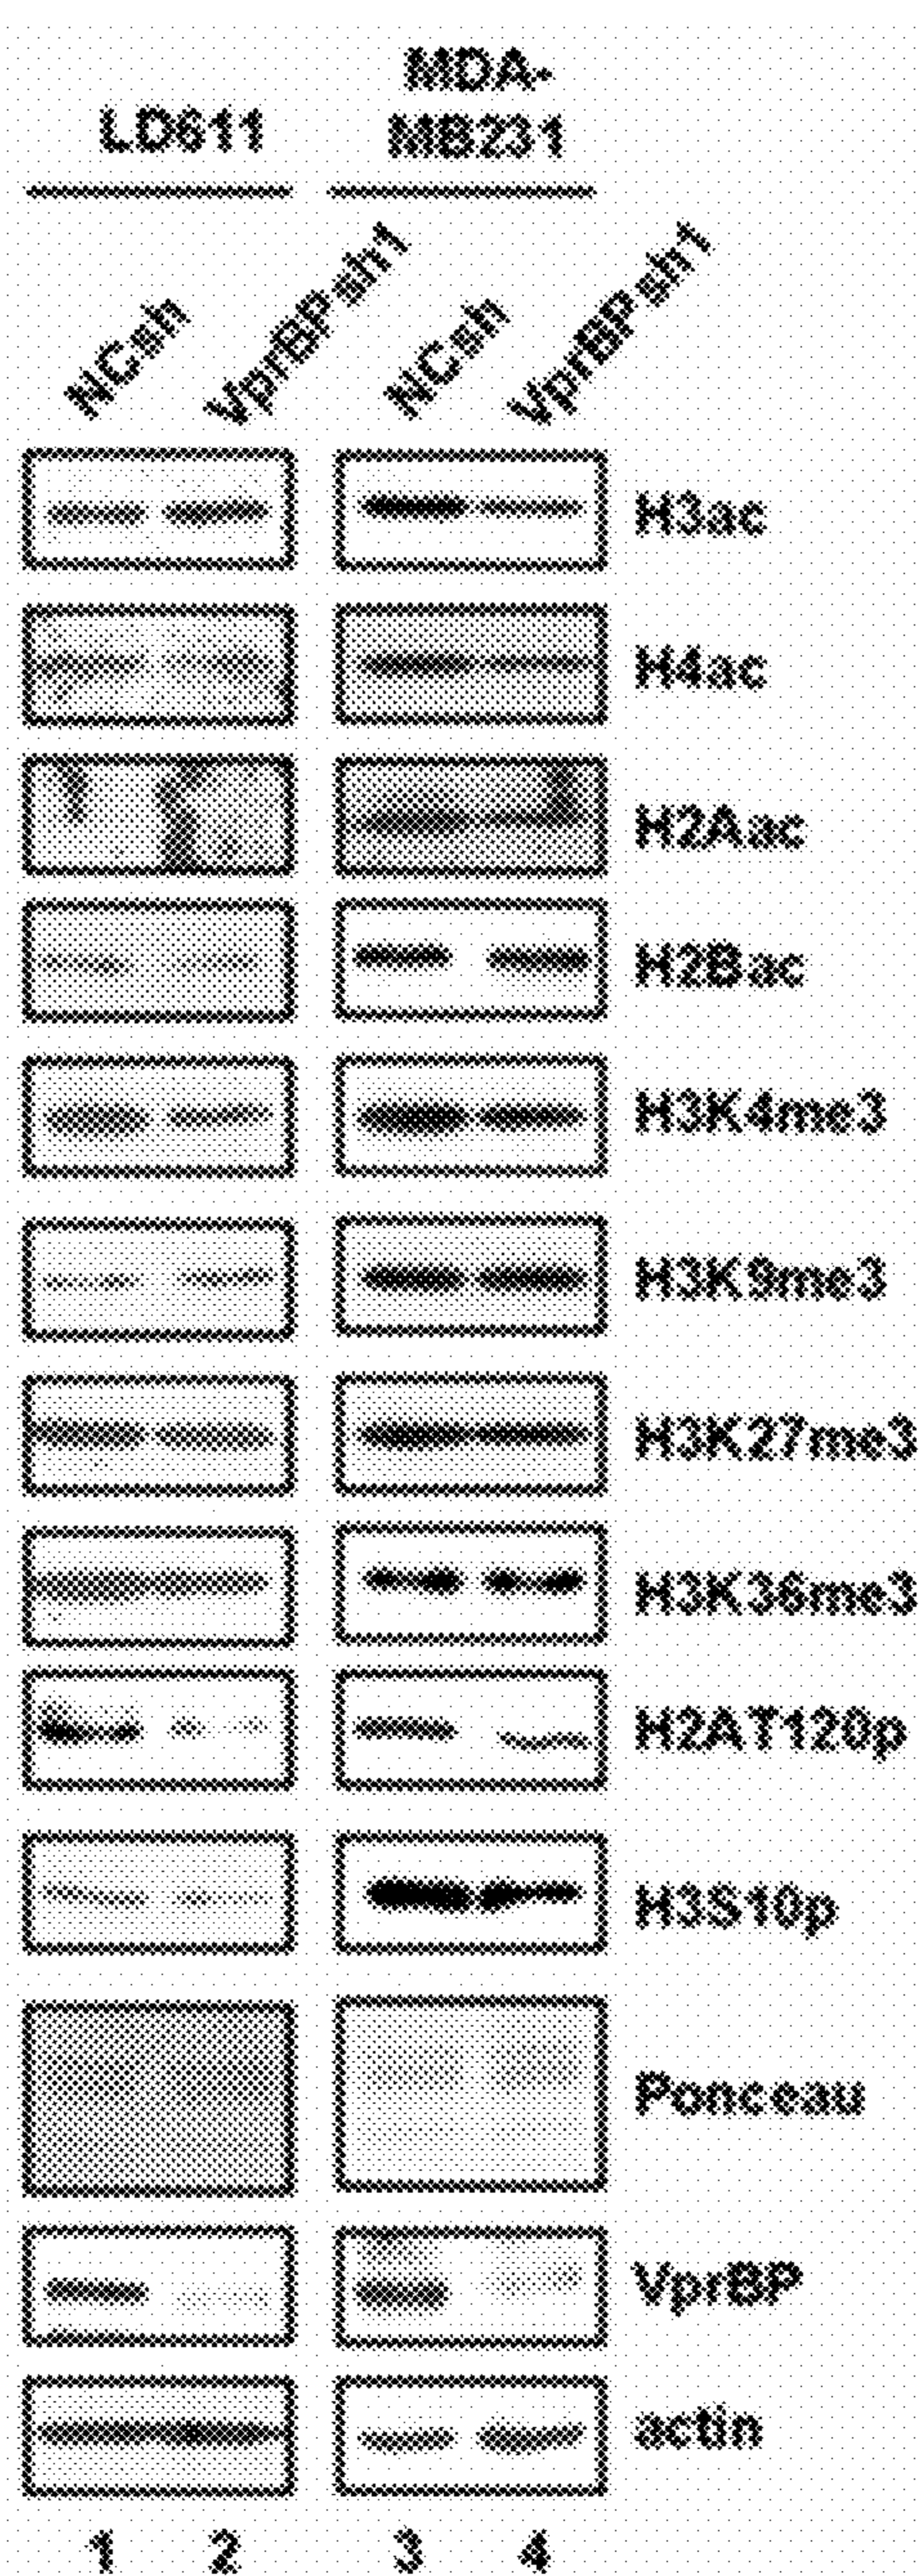 LD611
MDA-
MB231
NCsh
VprBPsh1
NCsh
VprBPsh1
H3ac
H4ac
H2Aac
H2Bac
H3K4me3
H3K9me3
H3K27me3
H3K36me3
H2AT120p
H3S10p
Ponceau
VprBP
actin
1 2 3 4